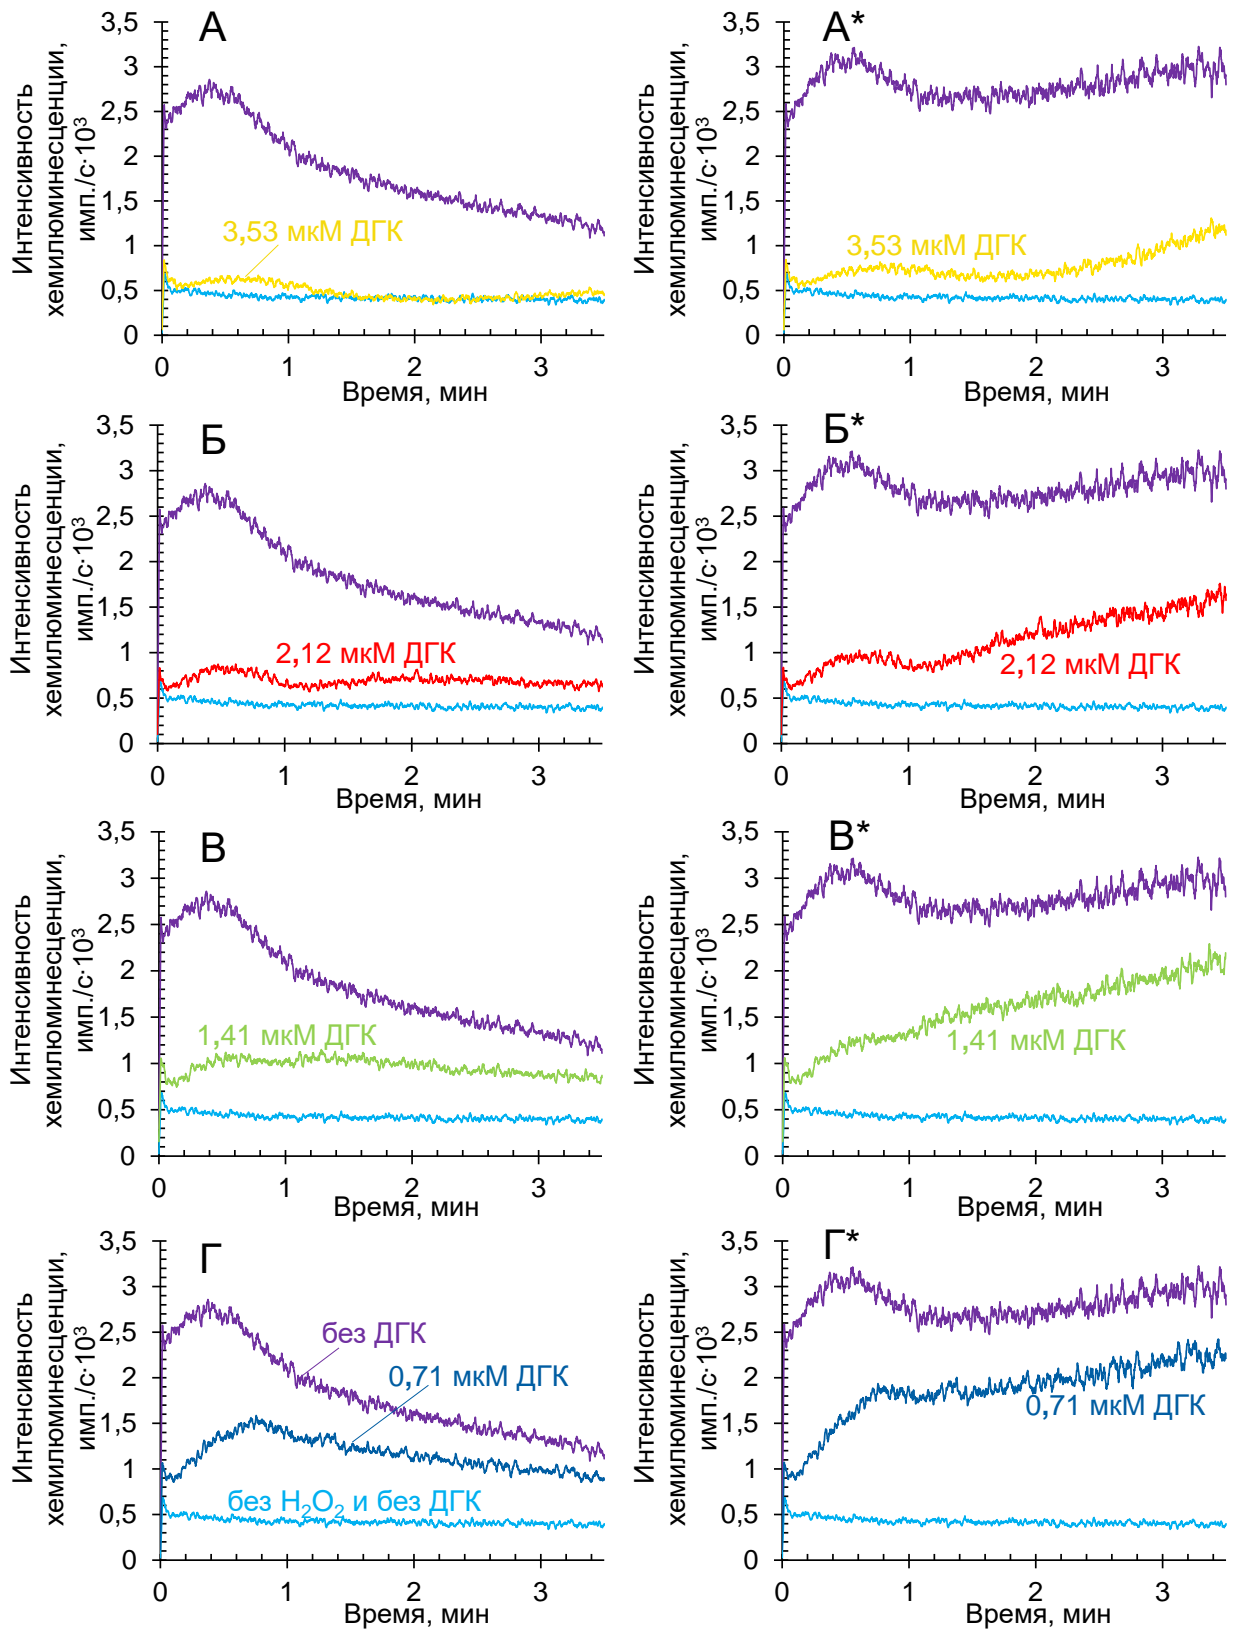 А
Интенсивность
хемилюминесценции,
имп./с·10³
3,5
3
2,5
2
1,5
1
0,5
0
3,53 мкМ ДГК
0 1 2 3
Время, мин
А*
Интенсивность
хемилюминесценции,
имп./с·10³
3,5
3
2,5
2
1,5
1
0,5
0
3,53 мкМ ДГК
0 1 2 3
Время, мин
Б
Интенсивность
хемилюминесценции,
имп./с·10³
3,5
3
2,5
2
1,5
1
0,5
0
2,12 мкМ ДГК
0 1 2 3
Время, мин
Б*
Интенсивность
хемилюминесценции,
имп./с·10³
3,5
3
2,5
2
1,5
1
0,5
0
2,12 мкМ ДГК
0 1 2 3
Время, мин
В
Интенсивность
хемилюминесценции,
имп./с·10³
3,5
3
2,5
2
1,5
1
0,5
0
1,41 мкМ ДГК
0 1 2 3
Время, мин
В*
Интенсивность
хемилюминесценции,
имп./с·10³
3,5
3
2,5
2
1,5
1
0,5
0
1,41 мкМ ДГК
0 1 2 3
Время, мин
Г
Интенсивность
хемилюминесценции,
имп./с·10³
3,5
3
2,5
2
1,5
1
0,5
0
без ДГК
0,71 мкМ ДГК
без H₂O₂ и без ДГК
0 1 2 3
Время, мин
Г*
Интенсивность
хемилюминесценции,
имп./с·10³
3,5
3
2,5
2
1,5
1
0,5
0
0,71 мкМ ДГК
0 1 2 3
Время, мин